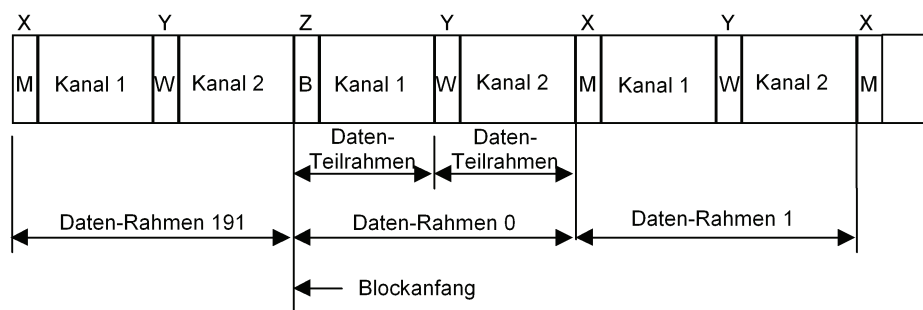 X Y Z Y X Y X
M Kanal 1 W Kanal 2 B Kanal 1 W Kanal 2 M Kanal 1 W Kanal 2 M
Daten- Daten-
Teilrahmen Teilrahmen
Daten-Rahmen 191 Daten-Rahmen 0 Daten-Rahmen 1
Blockanfang